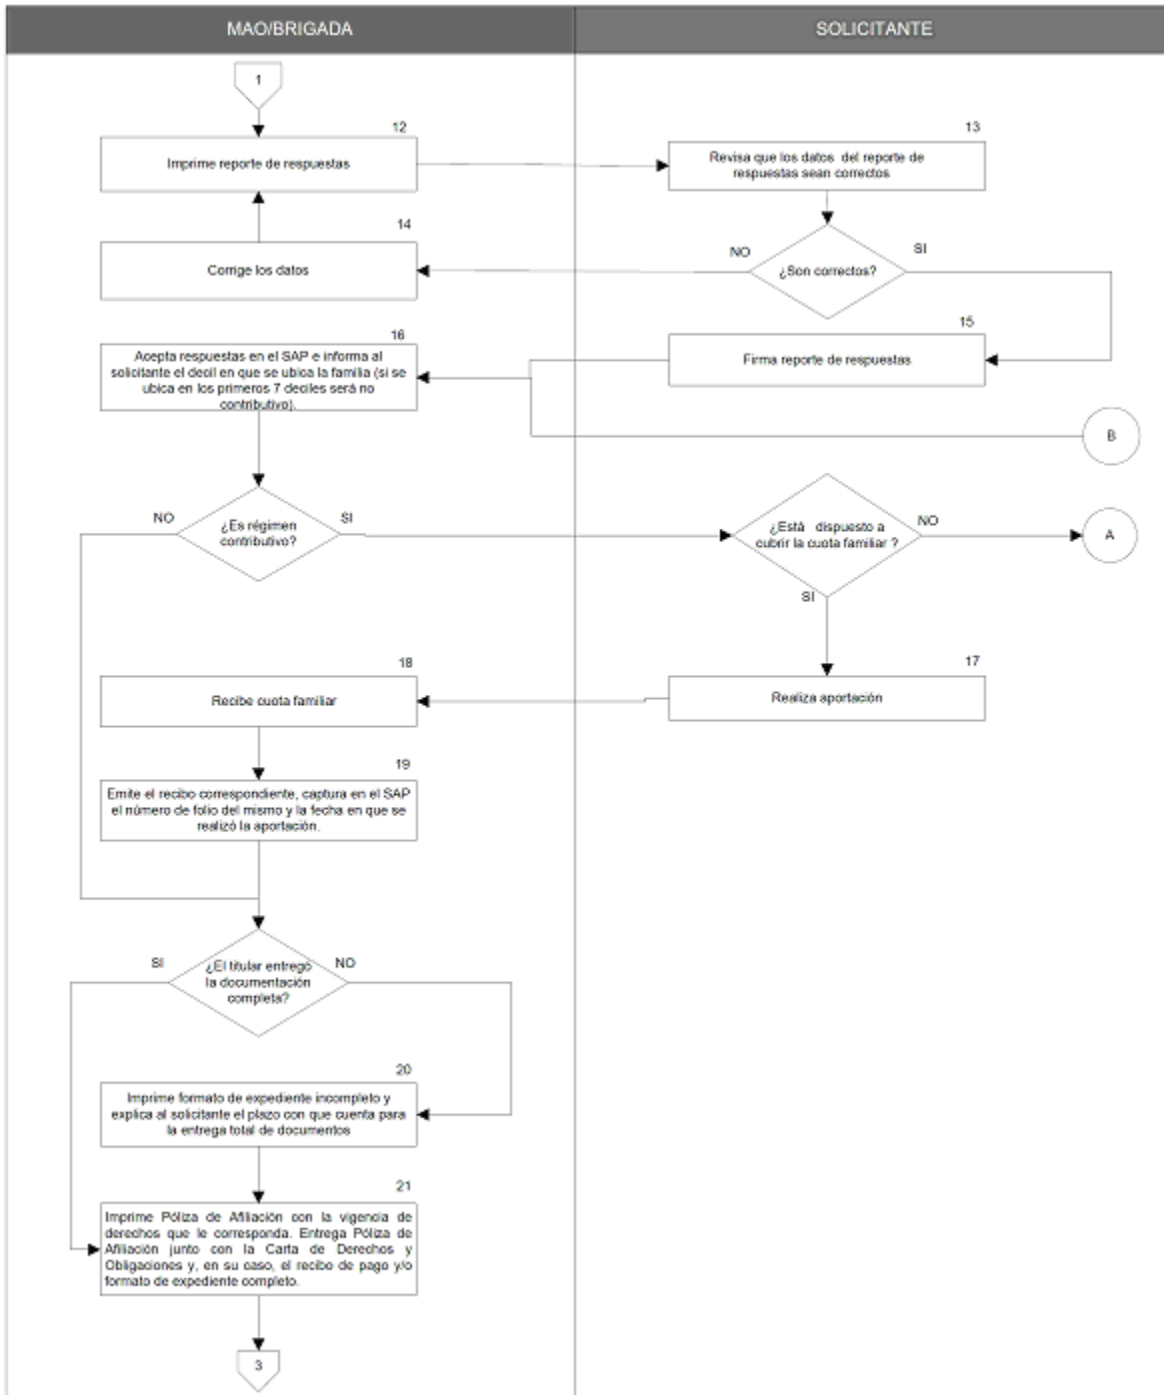 MAO/BRIGADA
SOLICITANTE
1
12
Imprime reporte de respuestas
13
Revisa que los datos del reporte de
respuestas sean correctos
14
Corrige los datos
NO
¿Son correctos?
SI
16
Acepta respuestas en el SAP e informa al
solicitante el decil en que se ubica la familia (si se
ubica en los primeros 7 deciles será no
contributivo).
15
Firma reporte de respuestas
B
NO
¿Es régimen
contributivo?
SI
¿Está dispuesto a
cubrir la cuota familiar ?
NO
A
SI
18
Recibe cuota familiar
17
Realiza aportación
19
Emite el recibo correspondiente, captura en el SAP
el número de folio del mismo y la fecha en que se
realizó la aportación.
SI
¿El titular entregó
la documentación
completa?
NO
20
Imprime formato de expediente incompleto y
explica al solicitante el plazo con que cuenta para
la entrega total de documentos
21
Imprime Póliza de Afiliación con la vigencia de
derechos que le corresponda. Entrega Póliza de
Afiliación junto con la Carta de Derechos y
Obligaciones y, en su caso, el recibo de pago y/o
formato de expediente completo.
3